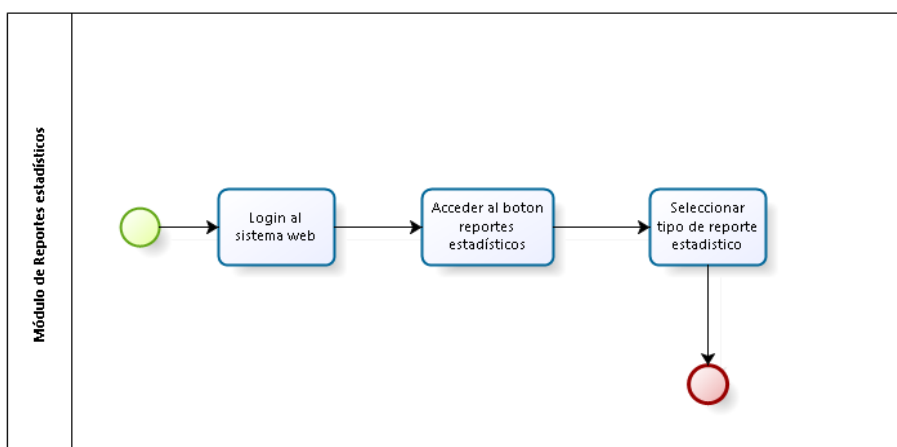 Módulo de Reportes estadísticos
Login al
sistema web
Acceder al boton
reportes
estadísticos
Seleccionar
tipo de reporte
estadistico